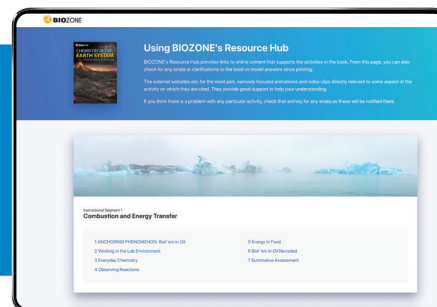 BIOZONE
BIOZONE
CHEMISTRY IN THE
EARTH SYSTEM
Using BIOZONE's Resource Hub
BIOZONE's Resource Hub provides links to online content that supports the activities in the book. From this page, you can also
check for any errata or clarifications to the book or model answers since printing.
The external websites are, for the most part, narrowly focused animations and video clips directly relevant to some aspect of the
activity on which they are cited. They provide great support to help your understanding.
If you think there is a problem with any particular activity, check that activity for any errata as these will be notified there.
Instructional Segment 1
Combustion and Energy Transfer
1 ANCHORING PHENOMENON: Boil 'em in Oil
2 Working in the Lab Environment
3 Everyday Chemistry
4 Observing Reactions
5 Energy in Food
6 Boil 'em in Oil Revisited
7 Summative Assessment